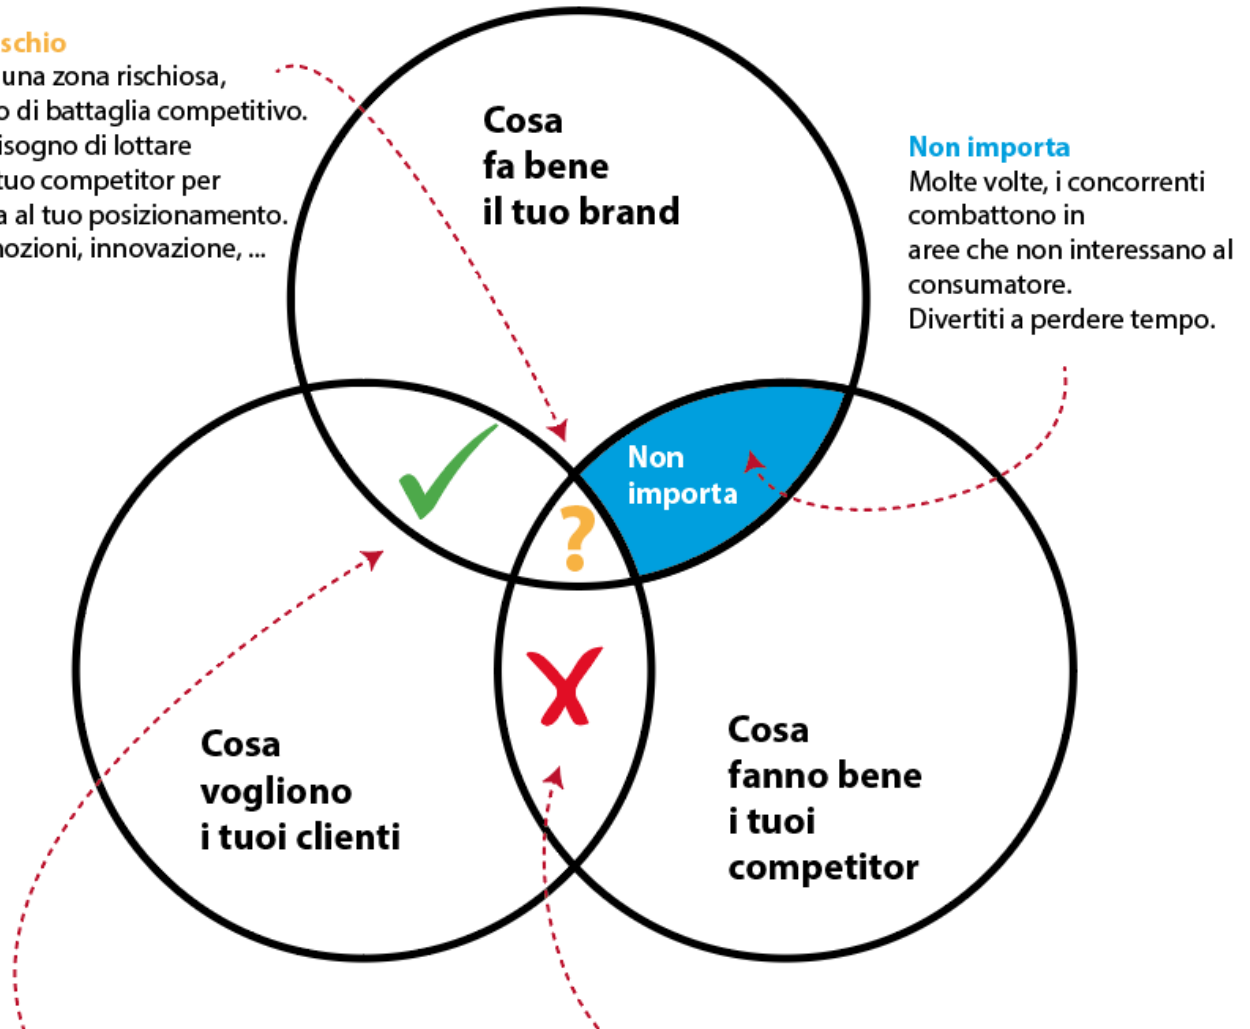 schio
una zona rischiosa,
o di battaglia competitivo.
isogno di lottare
tuo competitor per
a al tuo posizionamento.
nozioni, innovazione, ...
Cosa
fa bene
il tuo brand
Non importa
Molte volte, i concorrenti
combattono in
aree che non interessano al
consumatore.
Divertiti a perdere tempo.
Non
importa
?
Cosa
vogliono
i tuoi clienti
Cosa
fanno bene
i tuoi
competitor